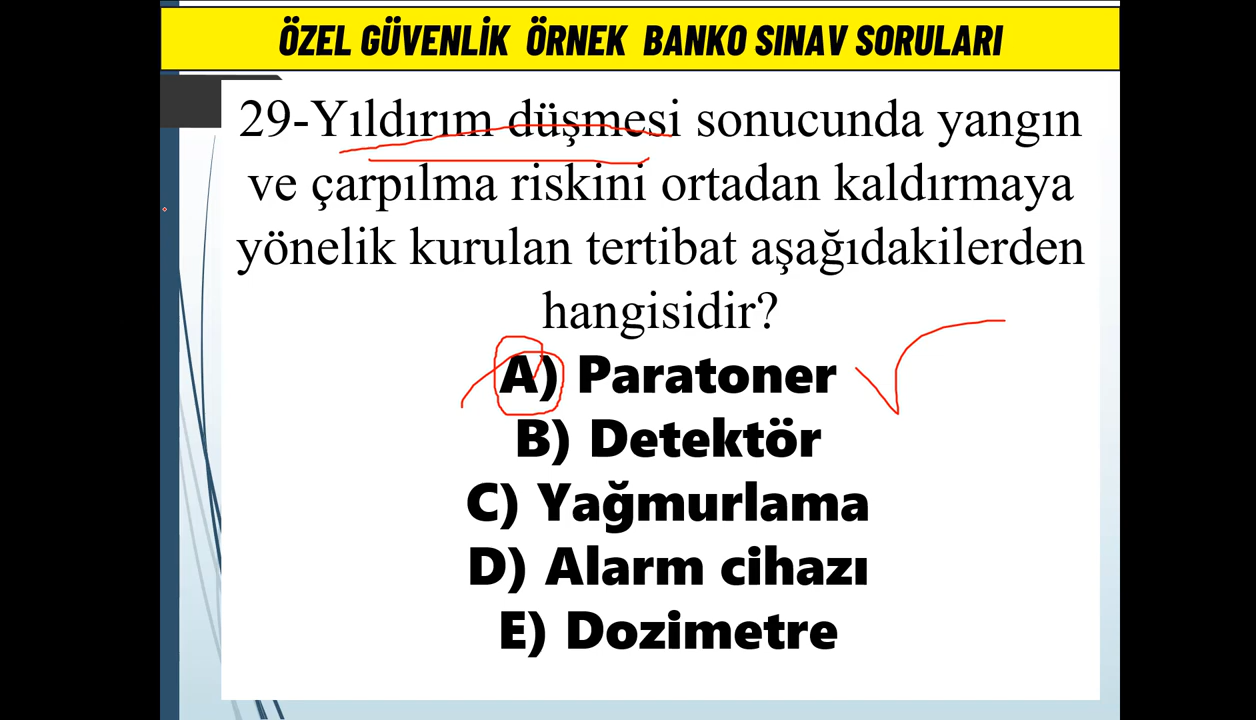 ÖZEL GÜVENLİK ÖRNEK BANKO SINAV SORULARI
29-Yıldırım düşmesi sonucunda yangın
ve çarpılma riskini ortadan kaldırmaya
yönelik kurulan tertibat aşağıdakilerden
hangisidir?
A) Paratoner
B) Detektör
C) Yağmurlama
D) Alarm cihazı
E) Dozimetre